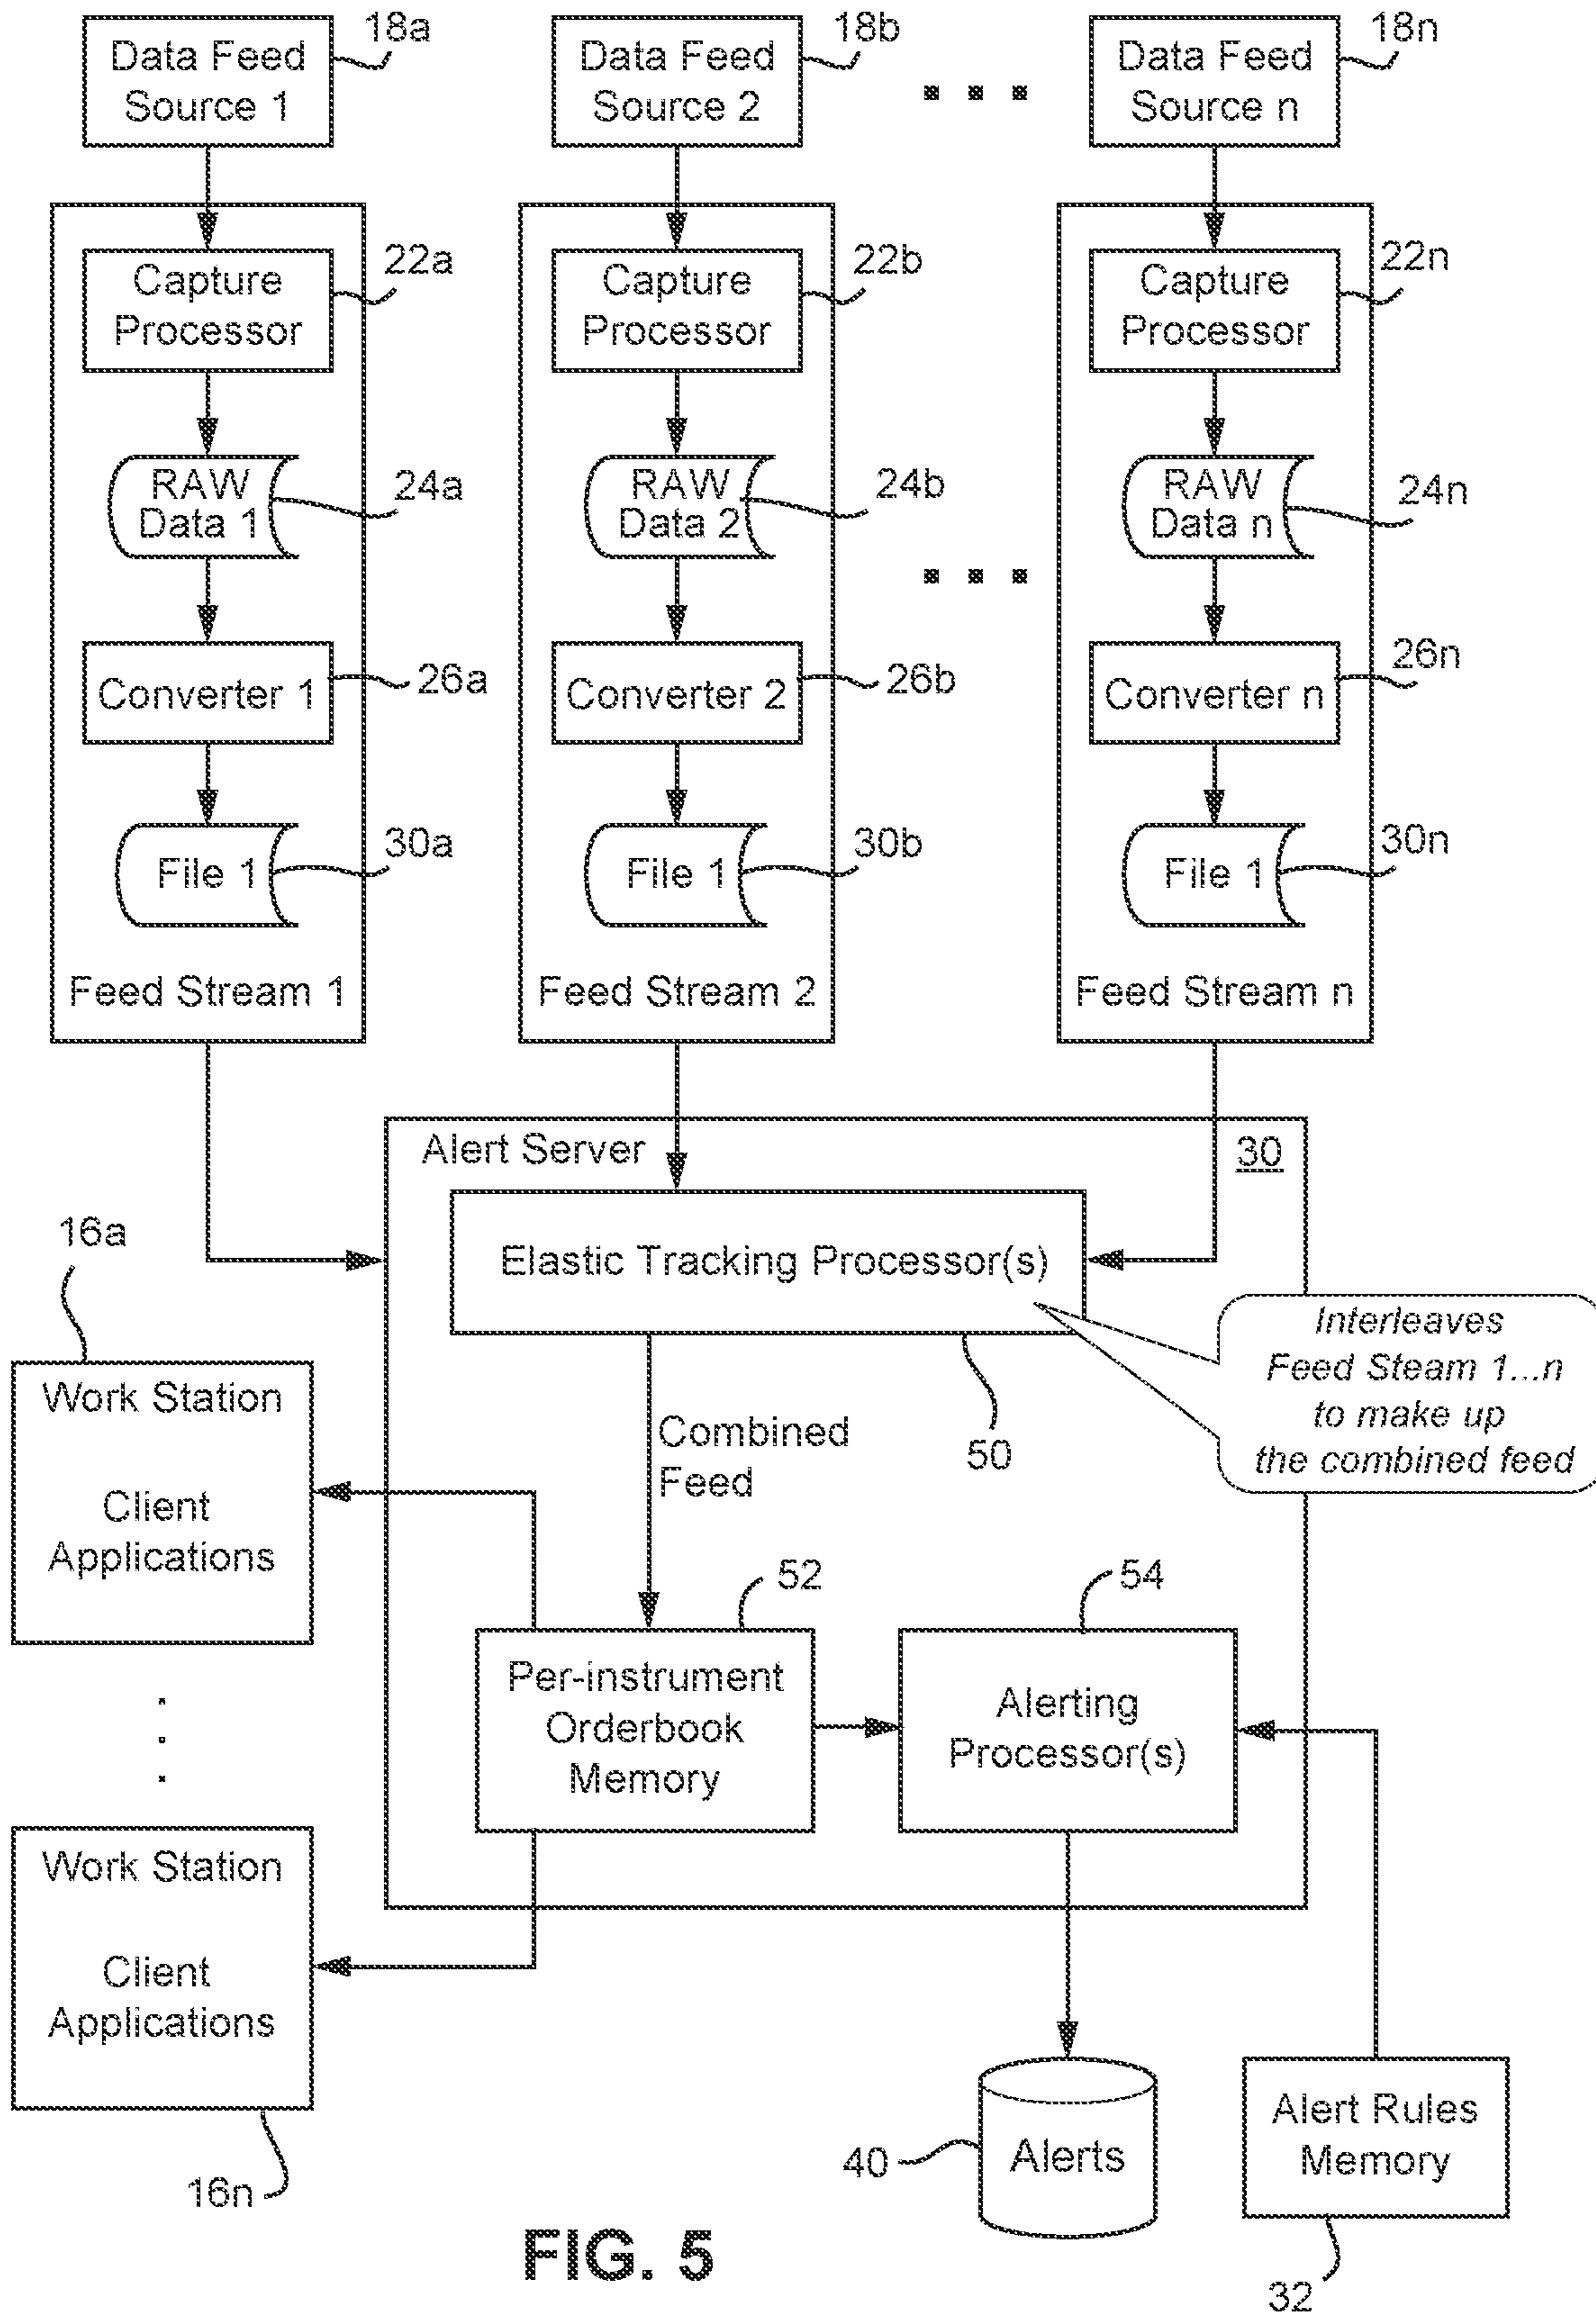 18a
18b
18n
Data Feed
Source 1
Data Feed
Source 2
Data Feed
Source n
22a
22b
22n
Capture
Processor
Capture
Processor
Capture
Processor
RAW
Data 1
24a
RAW
Data 2
24b
RAW
Data n
24n
Converter 1
26a
Converter 2
26b
Converter n
26n
File 1
30a
File 1
30b
File 1
30n
Feed Stream 1
Feed Stream 2
Feed Stream n
Alert Server
30
Elastic Tracking Processor(s)
Interleaves
Feed Steam 1...n
to make up
the combined feed
50
Combined
Feed
16a
Work Station
Client
Applications
52
54
Per-instrument
Orderbook
Memory
Alerting
Processor(s)
Work Station
Client
Applications
16n
40
Alerts
Alert Rules
Memory
32
FIG. 5